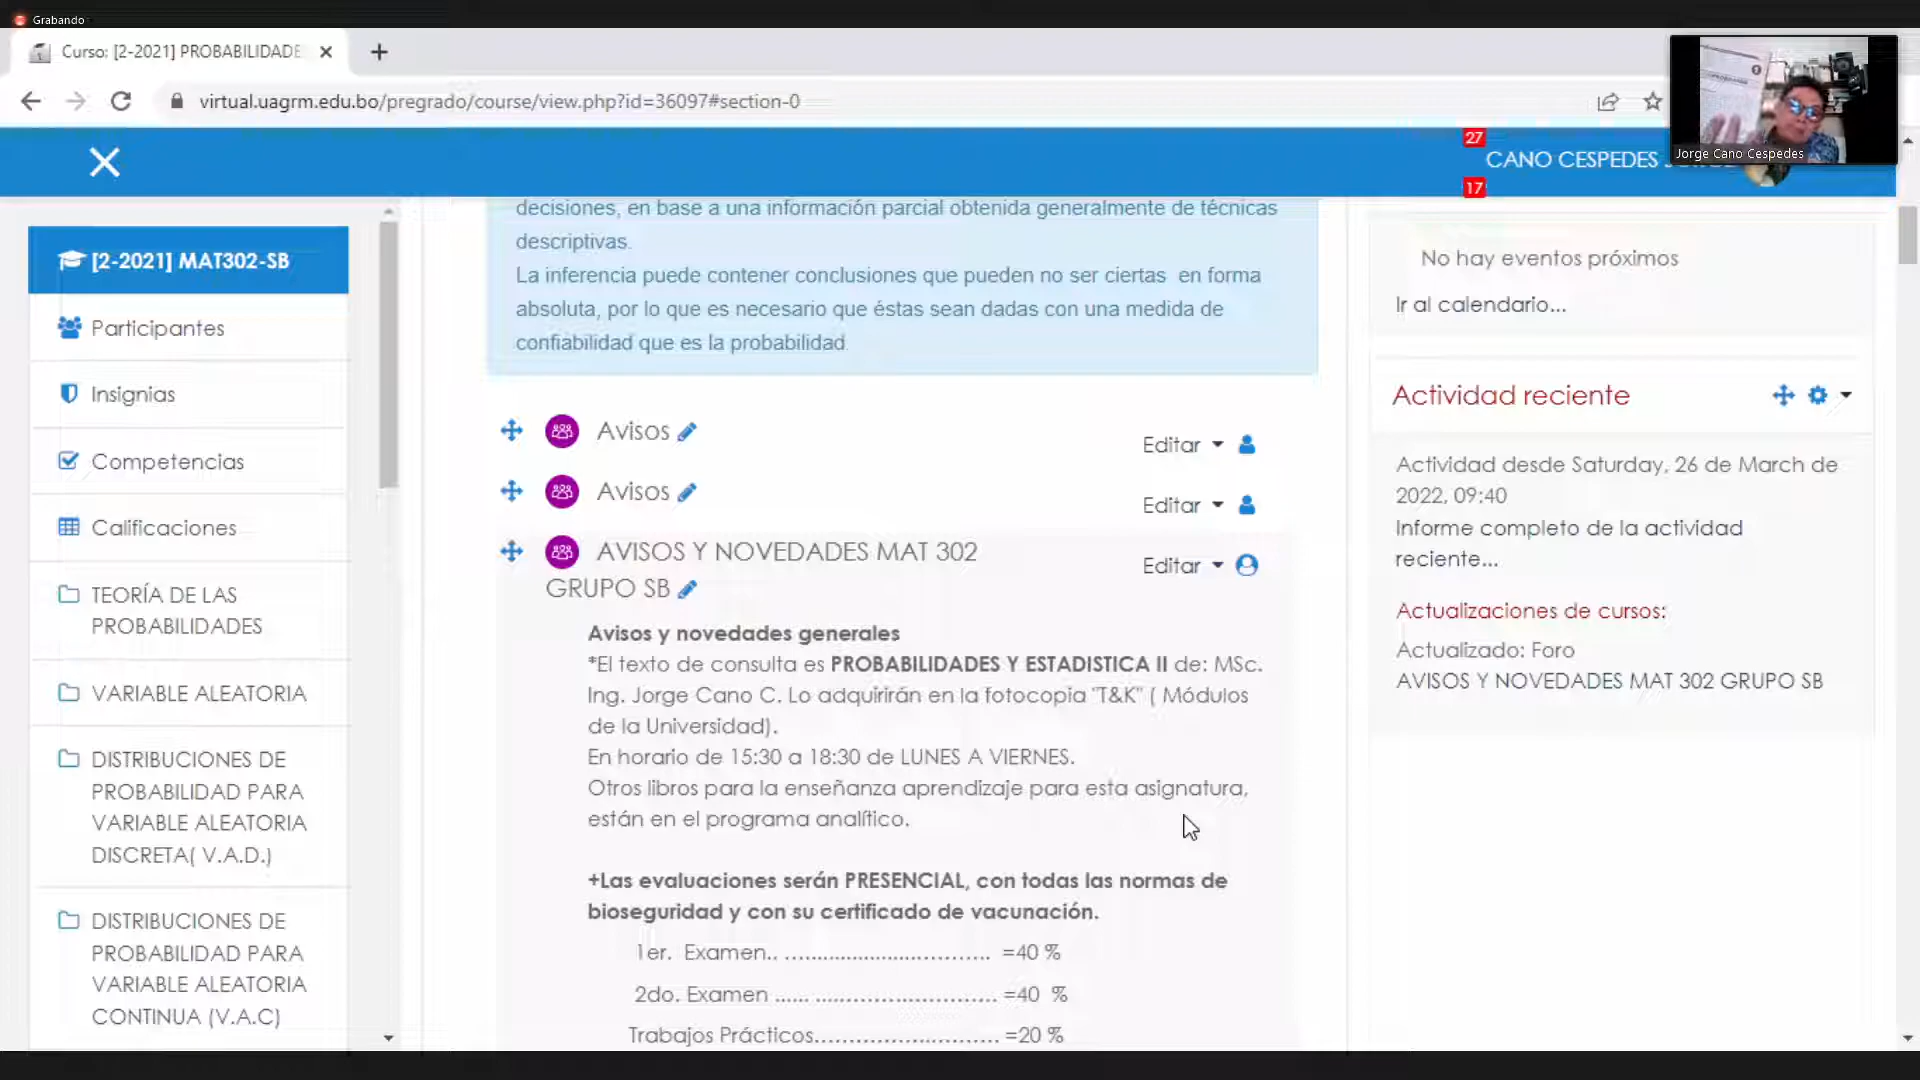 Grabando
Curso: [2-2021] PROBABILIDADE
virtual.uagrm.edu.bo/pregrado/course/view.php?id=36097#section-0
27
CANO CESPEDES
17
Jorge Cano Cespedes
[2-2021] MAT302-SB
Participantes
Insignias
Competencias
Calificaciones
TEORÍA DE LAS
PROBABILIDADES
VARIABLE ALEATORIA
DISTRIBUCIONES DE
PROBABILIDAD PARA
VARIABLE ALEATORIA
DISCRETA( V.A.D.)
DISTRIBUCIONES DE
PROBABILIDAD PARA
VARIABLE ALEATORIA
CONTINUA (V.A.C)
decisiones, en base a una información parcial obtenida generalmente de técnicas
descriptivas.
La inferencia puede contener conclusiones que pueden no ser ciertas en forma
absoluta, por lo que es necesario que éstas sean dadas con una medida de
confiabilidad que es la probabilidad.
Avisos
Editar
Avisos
Editar
AVISOS Y NOVEDADES MAT 302
GRUPO SB
Editar
Avisos y novedades generales
*El texto de consulta es PROBABILIDADES Y ESTADISTICA II de: MSc.
Ing. Jorge Cano C. Lo adquirirán en la fotocopia "T&K" ( Módulos
de la Universidad).
En horario de 15:30 a 18:30 de LUNES A VIERNES.
Otros libros para la enseñanza aprendizaje para esta asignatura,
están en el programa analítico.
+Las evaluaciones serán PRESENCIAL, con todas las normas de
bioseguridad y con su certificado de vacunación.
1er. Examen.. ................................ =40 %
2do. Examen ...... ............................ =40 %
Trabajos Prácticos............................ =20 %
No hay eventos próximos
Ir al calendario...
Actividad reciente
Actividad desde Saturday, 26 de March de
2022, 09:40
Informe completo de la actividad
reciente...
Actualizaciones de cursos:
Actualizado: Foro
AVISOS Y NOVEDADES MAT 302 GRUPO SB